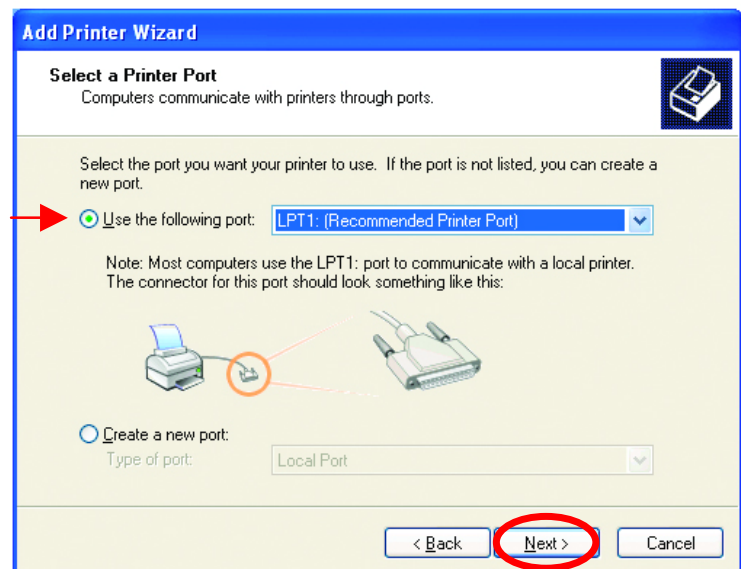 Add Printer Wizard
Select a Printer Port
Computers communicate with printers through ports.
Select the port you want your printer to use. If the port is not listed, you can create a
new port.
Use the following port: LPT1: (Recommended Printer Port)
Note: Most computers use the LPT1: port to communicate with a local printer.
The connector for this port should look something like this:
Create a new port:
Type of port: Local Port
< Back Next > Cancel